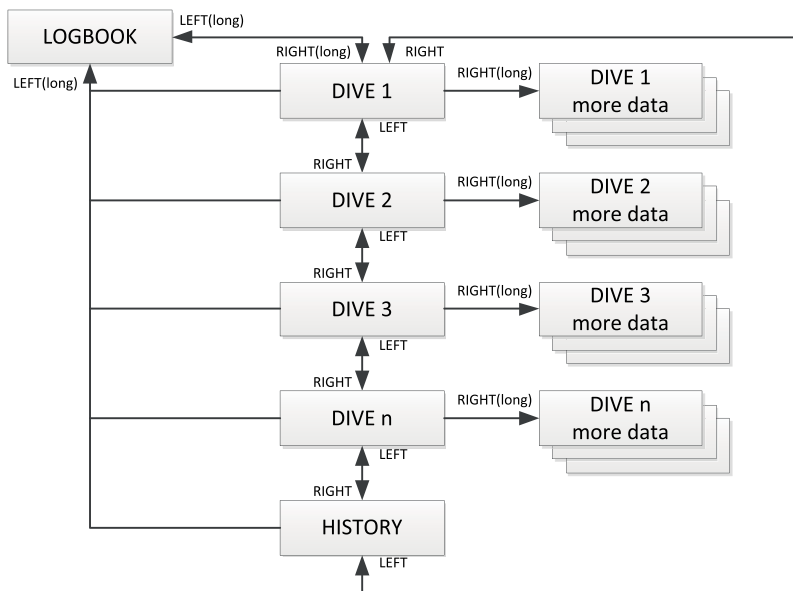 LEFT(long)
LOGBOOK
RIGHT(long)
RIGHT
LEFT(long)
DIVE 1
RIGHT(long)
DIVE 1
more data
LEFT
RIGHT
DIVE 2
RIGHT(long)
DIVE 2
more data
LEFT
RIGHT
DIVE 3
RIGHT(long)
DIVE 3
more data
LEFT
RIGHT
DIVE n
RIGHT(long)
DIVE n
more data
LEFT
RIGHT
HISTORY
LEFT